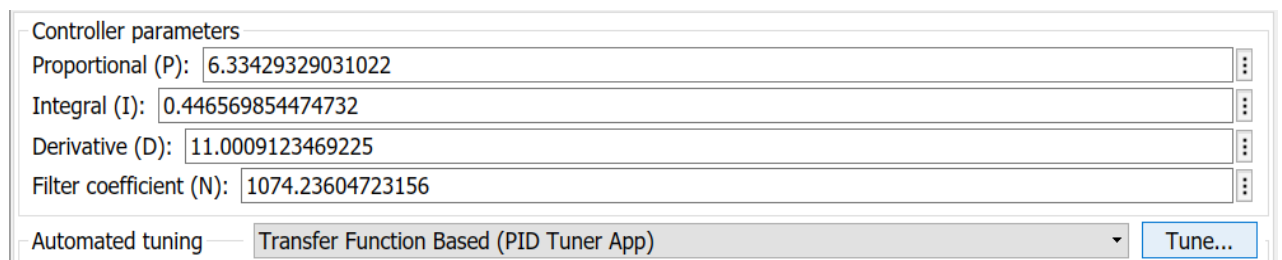 Controller parameters
Proportional (P): 6.33429329031022
Integral (I): 0.446569854474732
Derivative (D): 11.0009123469225
Filter coefficient (N): 1074.23604723156
Automated tuning Transfer Function Based (PID Tuner App) Tune...